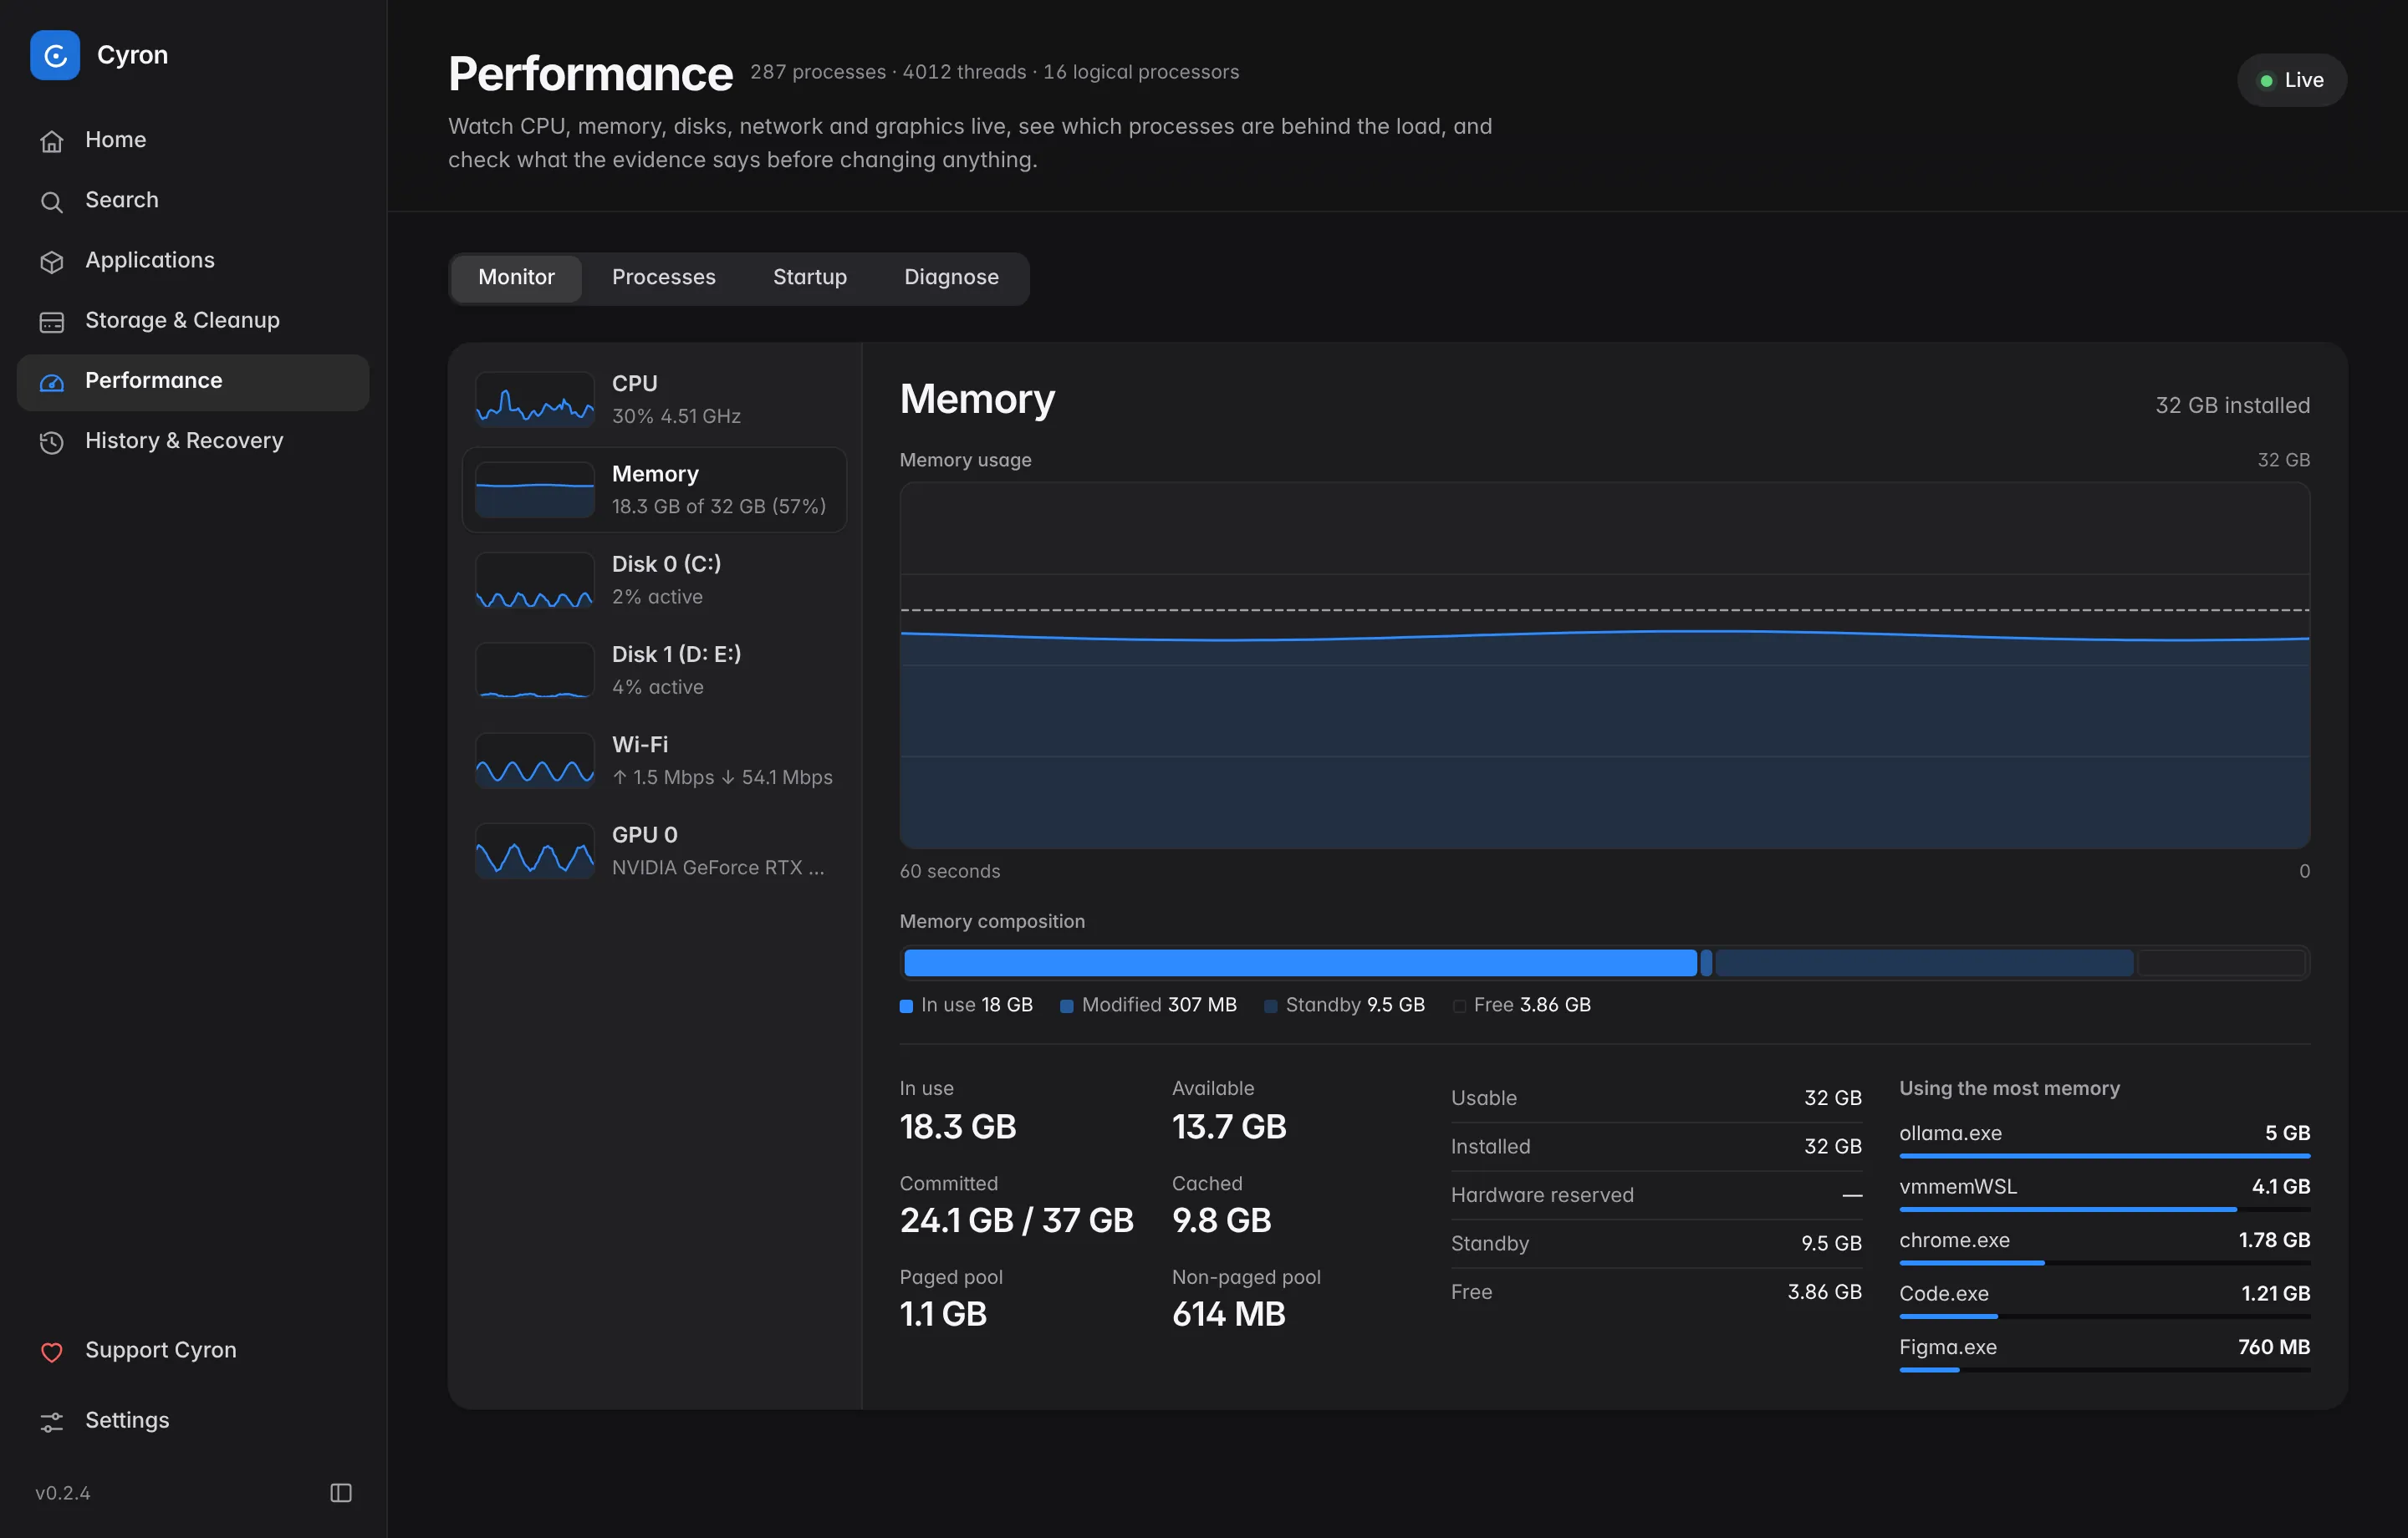 Cyron
Home
Search
Applications
Storage & Cleanup
Performance
History & Recovery
Support Cyron
Settings
v0.2.4
Performance 287 processes · 4012 threads · 16 logical processors
Watch CPU, memory, disks, network and graphics live, see which processes are behind the load, and
check what the evidence says before changing anything.
Live
Monitor Processes Startup Diagnose
CPU
30% 4.51 GHz
Memory
18.3 GB of 32 GB (57%)
Disk 0 (C:)
2% active
Disk 1 (D: E:)
4% active
Wi-Fi
↑ 1.5 Mbps ↓ 54.1 Mbps
GPU 0
NVIDIA GeForce RTX ...
Memory 32 GB installed
Memory usage 32 GB
60 seconds 0
Memory composition
In use 18 GB Modified 307 MB Standby 9.5 GB Free 3.86 GB
In use
18.3 GB
Available
13.7 GB
Committed
24.1 GB / 37 GB
Cached
9.8 GB
Paged pool
1.1 GB
Non-paged pool
614 MB
Usable 32 GB
Installed 32 GB
Hardware reserved —
Standby 9.5 GB
Free 3.86 GB
Using the most memory
ollama.exe 5 GB
vmmemWSL 4.1 GB
chrome.exe 1.78 GB
Code.exe 1.21 GB
Figma.exe 760 MB